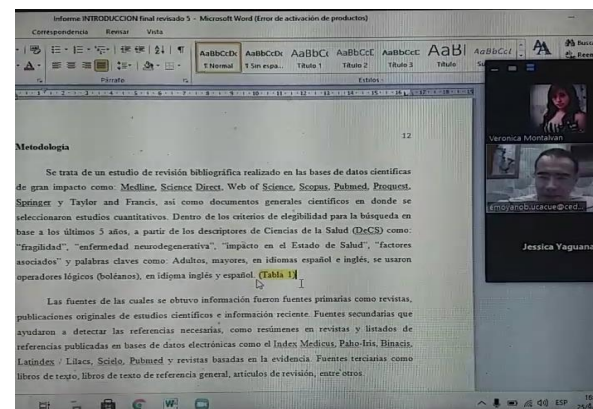 Informe INTRODUCCION final revisado 5 - Microsoft Word (Error de activación de productos)
Correspondencia Revisar Vista
AaBbCcDc AaBbCcDc AaBbCc AaBbCcE AaBbCcC AaB AaBbCcI
¶ Normal ¶ Sin espa... Título 1 Título 2 Título 3 Título
Párrafo Estilos
12
Metodología
Se trata de un estudio de revisión bibliográfica realizado en las bases de datos científicas
de gran impacto como: Medline, Science Direct, Web of Science, Scopus, Pubmed, Proquest,
Springer y Taylor and Francis, así como documentos generales científicos en donde se
seleccionaron estudios cuantitativos. Dentro de los criterios de elegibilidad para la búsqueda en
base a los últimos 5 años, a partir de los descriptores de Ciencias de la Salud (DeCS) como:
“fragilidad”, “enfermedad neurodegenerativa”, “impacto en el Estado de Salud”, “factores
asociados” y palabras claves como: Adultos, mayores, en idiomas español e inglés, se usaron
operadores lógicos (boléanos), en idioma inglés y español. (Tabla 1)
Las fuentes de las cuales se obtuvo información fueron fuentes primarias como revistas,
publicaciones originales de estudios científicos e información reciente. Fuentes secundarias que
ayudaron a detectar las referencias necesarias, como resúmenes en revistas y listados de
referencias publicadas en bases de datos electrónicas como el Index Medicus, Paho-Iris, Binacis,
Latindex / Lilacs, Scielo, Pubmed y revistas basadas en la evidencia. Fuentes terciarias como
libros de texto, libros de texto de referencia general, artículos de revisión, entre otros.
Veronica Montalvan
emoyanob.ucacue@ced...
Jessica Yaguana
ESP